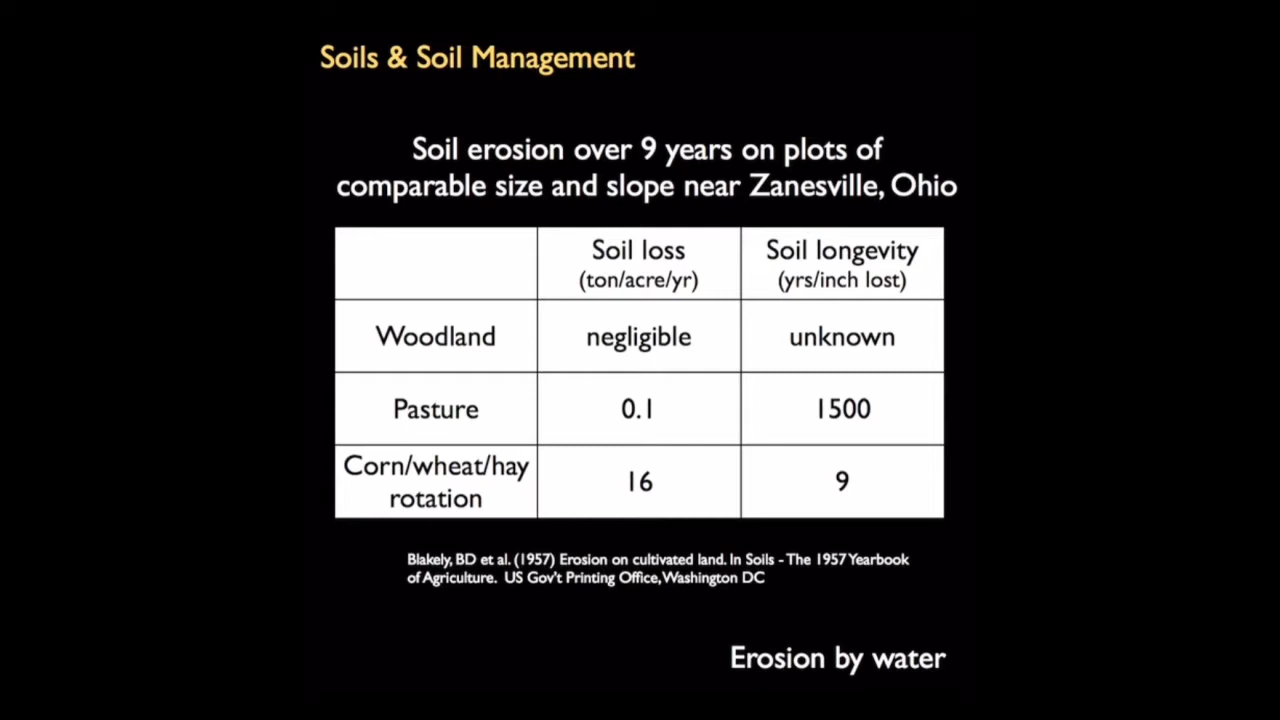 Soils & Soil Management
Soil erosion over 9 years on plots of
comparable size and slope near Zanesville, Ohio
Soil loss
(ton/acre/yr)
Soil longevity
(yrs/inch lost)
Woodland
negligible
unknown
Pasture
0.1
1500
Corn/wheat/hay
rotation
16
9
Blakely, BD et al. (1957) Erosion on cultivated land. In Soils - The 1957 Yearbook
of Agriculture. US Gov't Printing Office, Washington DC
Erosion by water